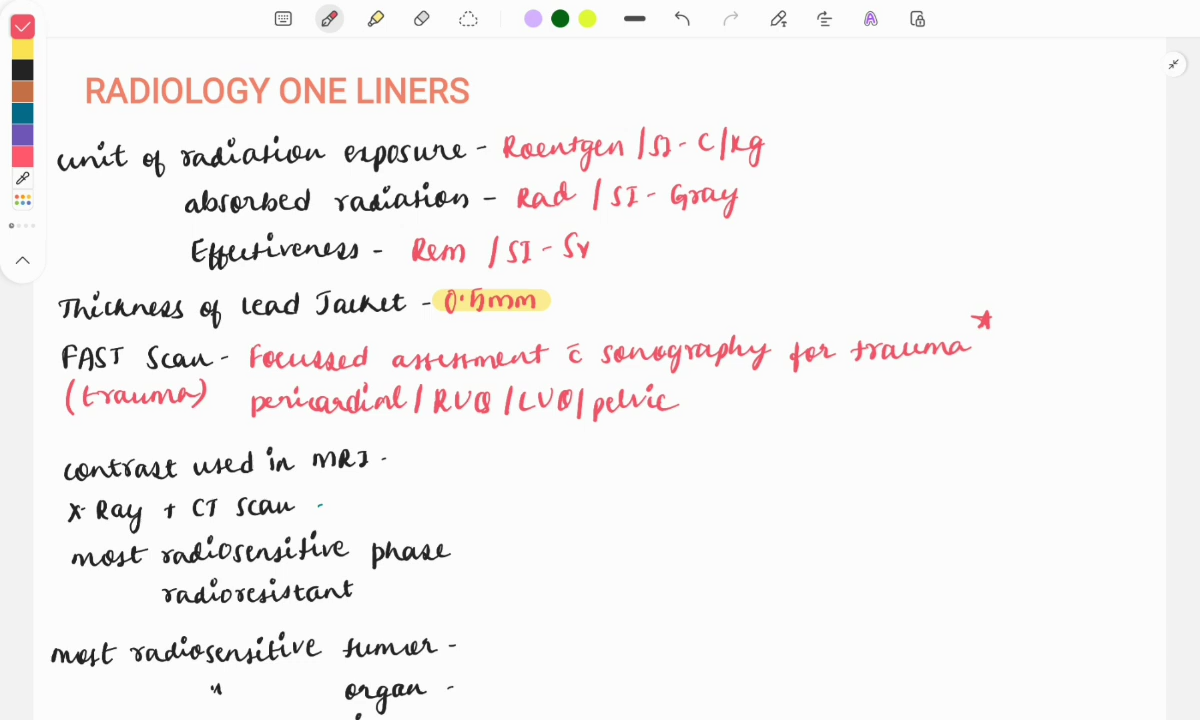 RADIOLOGY ONE LINERS
unit of radiation exposure - Roentgen / SI - C/kg
absorbed radiation - Rad / SI - Gray
Effectiveness - Rem / SI - Sv
Thickness of Lead Jacket - 0.5mm
FAST Scan - Focussed assessment c̄ sonography for trauma
(trauma) pericardial / RUQ / LUQ / pelvic
contrast used in MRI -
X-Ray + CT Scan -
most radiosensitive phase
radioresistant
most radiosensitive tumor -
" organ -